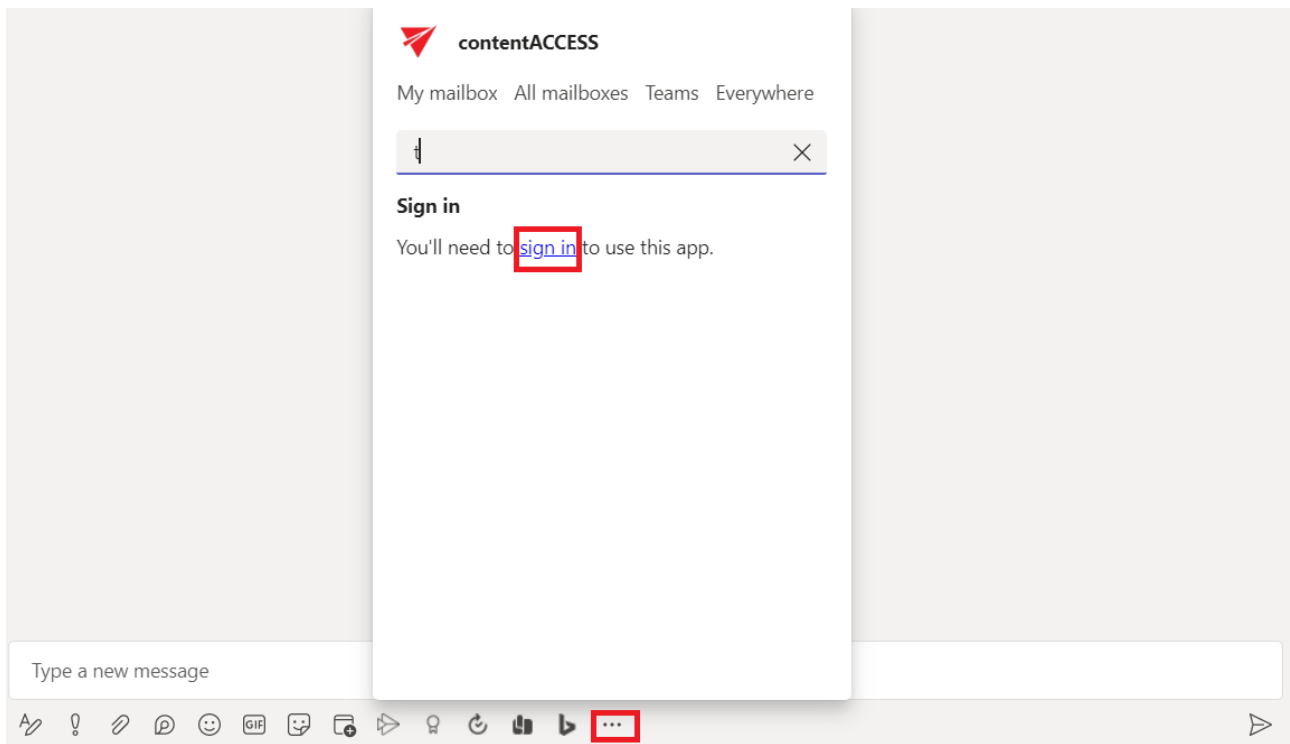 contentACCESS
My mailbox All mailboxes Teams Everywhere
t
Sign in
You'll need to sign in to use this app.
Type a new message
GIF